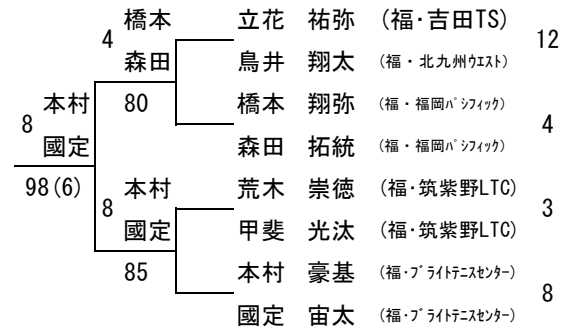 橋本 立花 祐弥 (福・吉田TS) 12
4
森田 鳥井 翔太 (福・北九州ウエスト)
本村 80 橋本 翔弥 (福・福岡パシフィック) 4
8
國定 森田 拓統 (福・福岡パシフィック)
98(6) 本村 荒木 崇徳 (福・筑紫野LTC) 3
8
國定 甲斐 光汰 (福・筑紫野LTC)
85 本村 豪基 (福・ブライトテニスセンター) 8
國定 宙太 (福・ブライトテニスセンター)